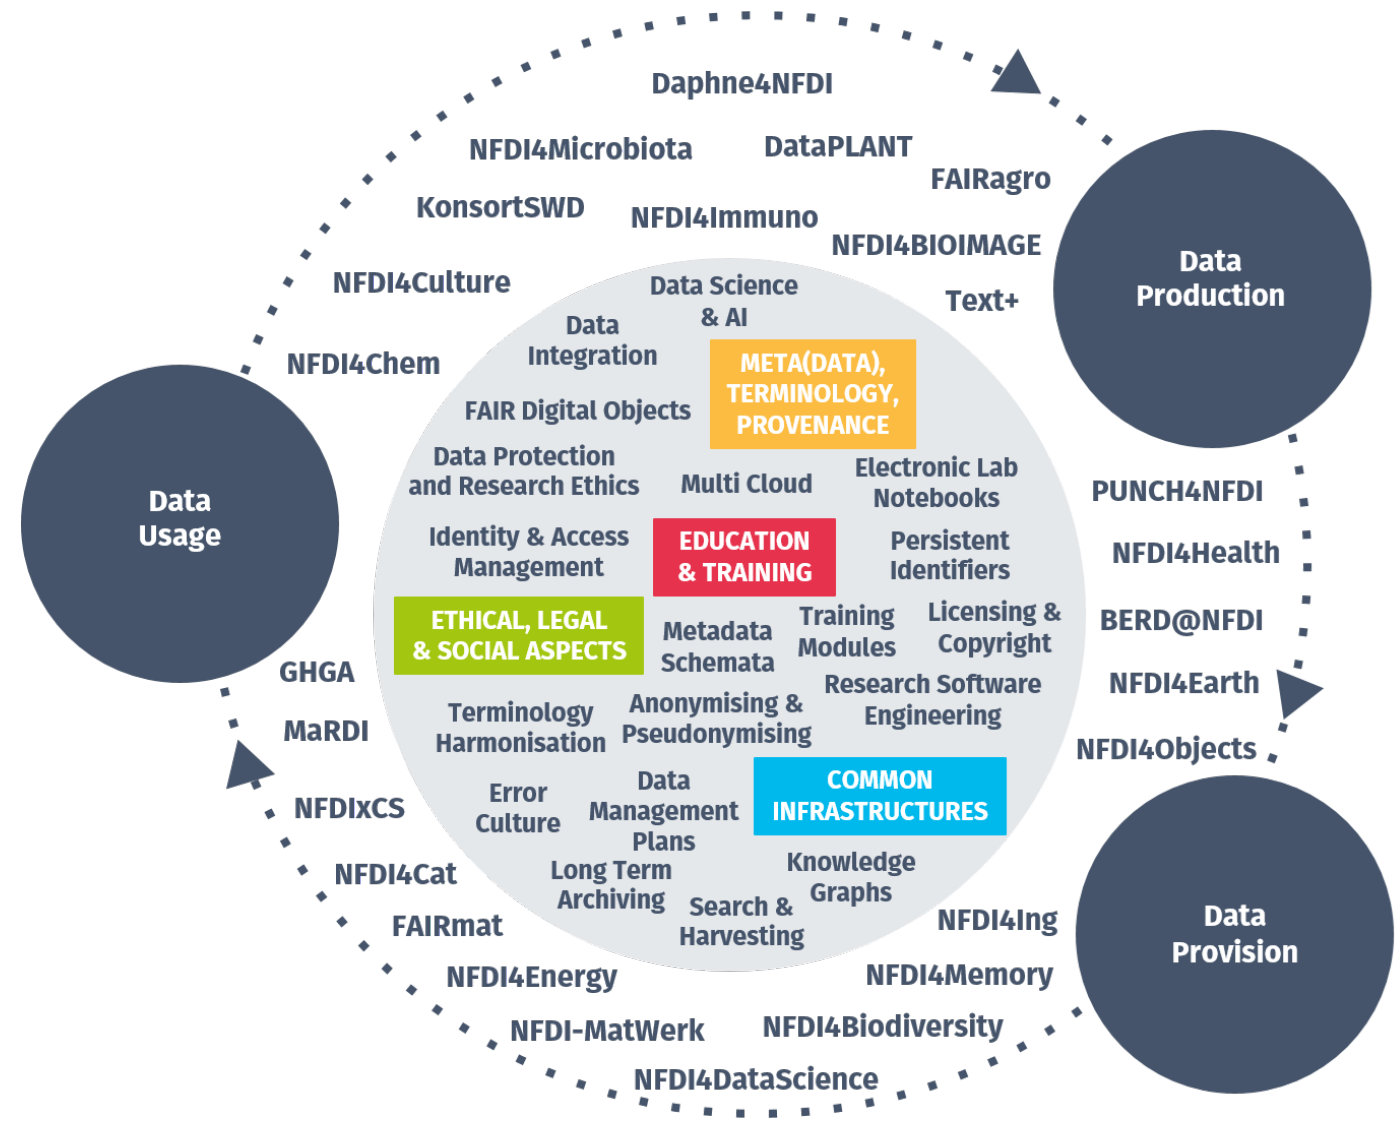 Daphne4NFDI
NFDI4Microbiota
DataPLANT
FAIRagro
KonsortSWD
NFDI4Immuno
NFDI4BIOIMAGE
NFDI4Culture
Text+
NFDI4Chem
Data
Production
Data
Usage
Data
Provision
Data Science
& AI
Data
Integration
META(DATA),
TERMINOLOGY,
PROVENANCE
FAIR Digital Objects
Data Protection
and Research Ethics
Multi Cloud
Electronic Lab
Notebooks
Identity & Access
Management
EDUCATION
& TRAINING
Persistent
Identifiers
ETHICAL, LEGAL
& SOCIAL ASPECTS
Metadata
Schemata
Training
Modules
Licensing &
Copyright
Terminology
Harmonisation
Anonymising &
Pseudonymising
Research Software
Engineering
Error
Culture
Data
Management
Plans
COMMON
INFRASTRUCTURES
Long Term
Archiving
Search &
Harvesting
Knowledge
Graphs
PUNCH4NFDI
NFDI4Health
BERD@NFDI
NFDI4Earth
NFDI4Objects
GHGA
MaRDI
NFDIxCS
NFDI4Cat
FAIRmat
NFDI4Energy
NFDI-MatWerk
NFDI4DataScience
NFDI4Biodiversity
NFDI4Memory
NFDI4Ing